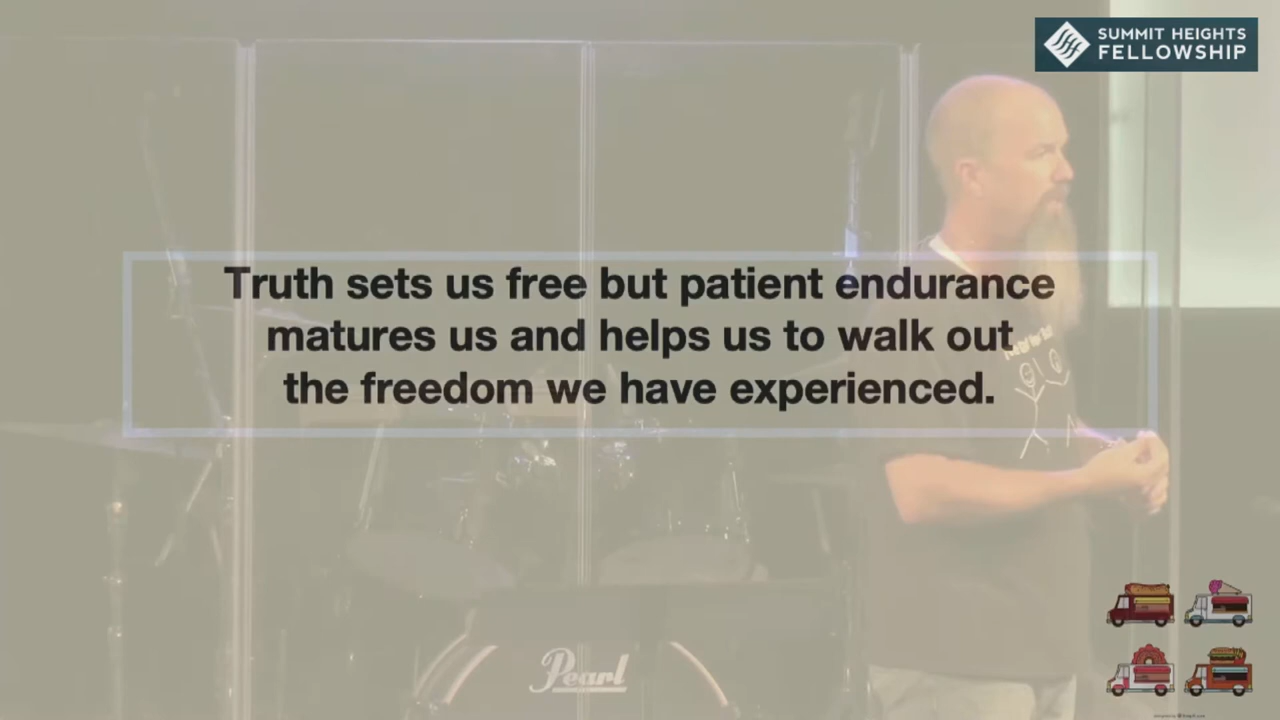 SUMMIT HEIGHTS
FELLOWSHIP
Truth sets us free but patient endurance
matures us and helps us to walk out
the freedom we have experienced.
Pearl